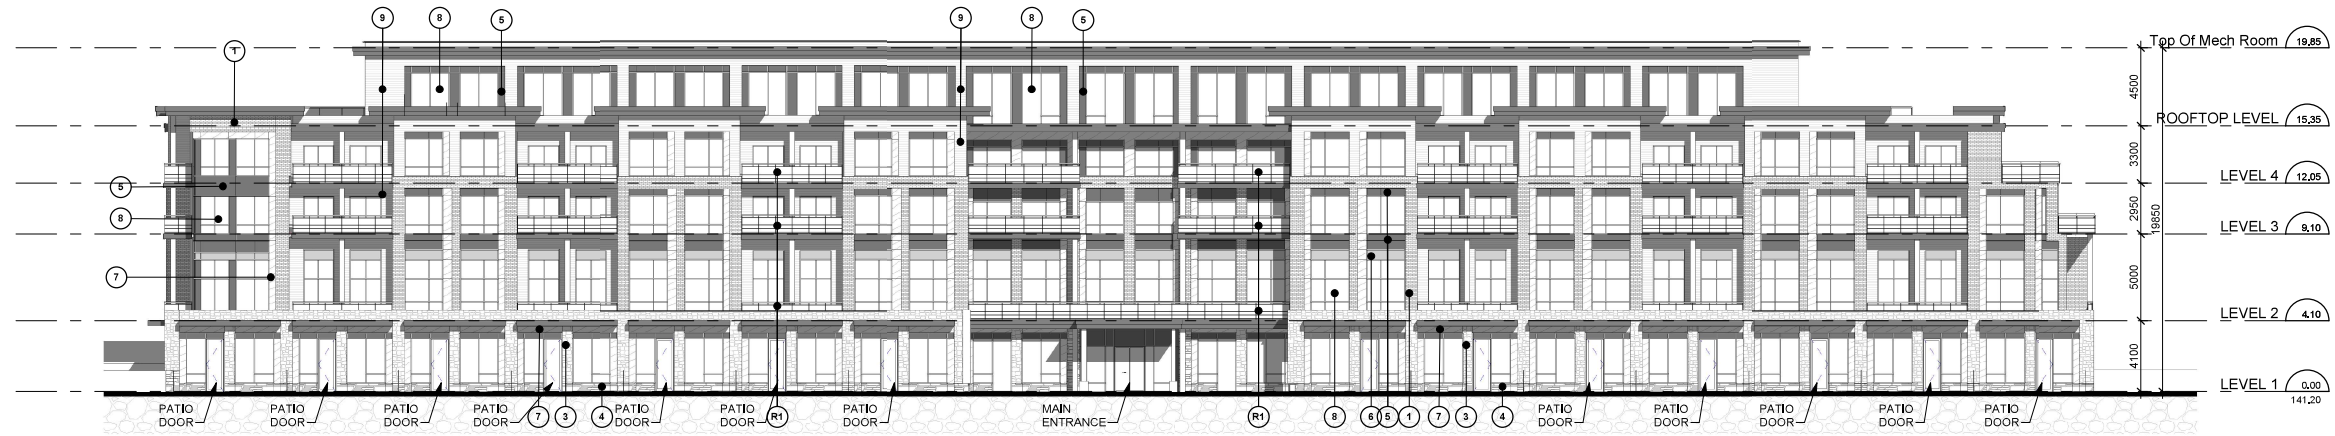 9
8
5
9
8
5
1
Top Of Mech Room 19,85
4500
ROOFTOP LEVEL 15,35
3300
5
LEVEL 4 12,05
8
2950
19850
LEVEL 3 9,10
7
5000
LEVEL 2 4,10
4100
LEVEL 1 0,00
141,20
PATIO DOOR
PATIO DOOR
PATIO DOOR
PATIO DOOR
7
3
4
PATIO DOOR
PATIO DOOR
R1
PATIO DOOR
MAIN ENTRANCE
R1
8
6
5
1
7
3
4
PATIO DOOR
PATIO DOOR
PATIO DOOR
PATIO DOOR
PATIO DOOR